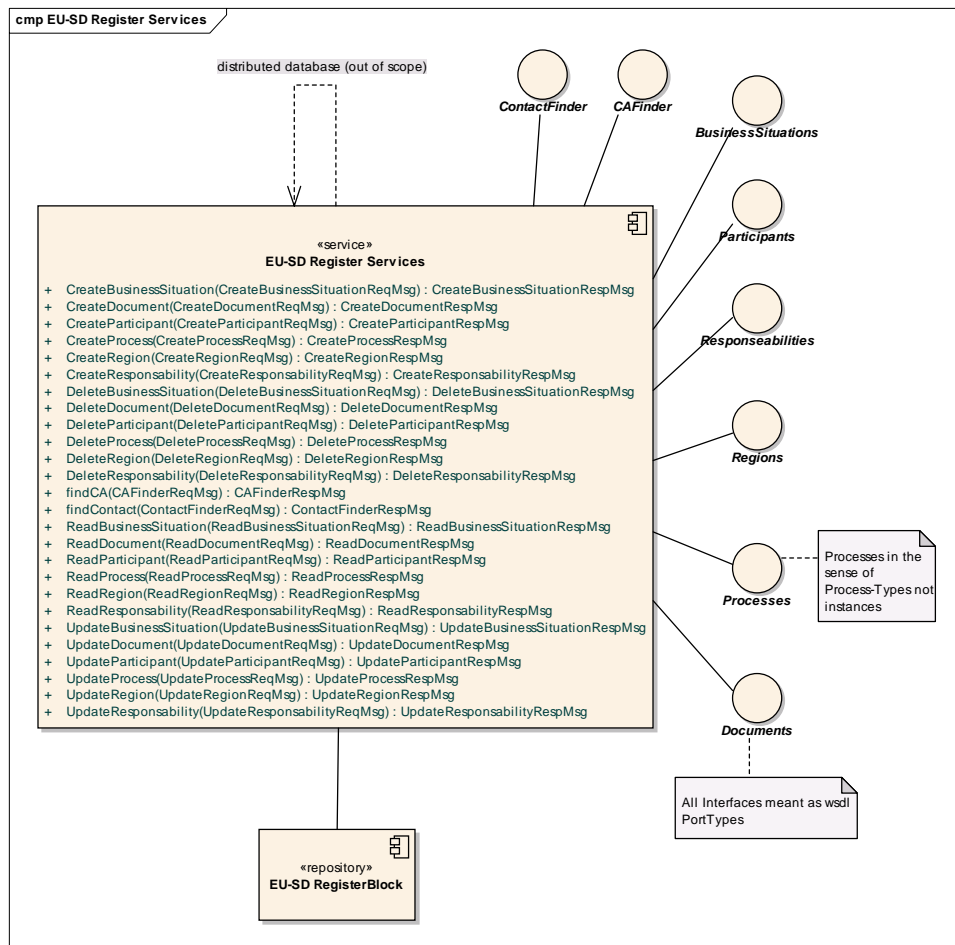 cmp EU-SD Register Services
distributed database (out of scope)
ContactFinder
CAFinder
BusinessSituations
Participants
Responseabilities
Regions
Processes
Processes in the
sense of
Process-Types not
instances
Documents
All Interfaces meant as wsdl
PortTypes
«service»
EU-SD Register Services
+ CreateBusinessSituation(CreateBusinessSituationReqMsg) : CreateBusinessSituationRespMsg
+ CreateDocument(CreateDocumentReqMsg) : CreateDocumentRespMsg
+ CreateParticipant(CreateParticipantReqMsg) : CreateParticipantRespMsg
+ CreateProcess(CreateProcessReqMsg) : CreateProcessRespMsg
+ CreateRegion(CreateRegionReqMsg) : CreateRegionRespMsg
+ CreateResponsability(CreateResponsabilityReqMsg) : CreateResponsabilityRespMsg
+ DeleteBusinessSituation(DeleteBusinessSituationReqMsg) : DeleteBusinessSituationRespMsg
+ DeleteDocument(DeleteDocumentReqMsg) : DeleteDocumentRespMsg
+ DeleteParticipant(DeleteParticipantReqMsg) : DeleteParticipantRespMsg
+ DeleteProcess(DeleteProcessReqMsg) : DeleteProcessRespMsg
+ DeleteRegion(DeleteRegionReqMsg) : DeleteRegionRespMsg
+ DeleteResponsability(DeleteResponsabilityReqMsg) : DeleteResponsabilityRespMsg
+ findCA(CAFinderReqMsg) : CAFinderRespMsg
+ findContact(ContactFinderReqMsg) : ContactFinderRespMsg
+ ReadBusinessSituation(ReadBusinessSituationReqMsg) : ReadBusinessSituationRespMsg
+ ReadDocument(ReadDocumentReqMsg) : ReadDocumentRespMsg
+ ReadParticipant(ReadParticipantReqMsg) : ReadParticipantRespMsg
+ ReadProcess(ReadProcessReqMsg) : ReadProcessRespMsg
+ ReadRegion(ReadRegionReqMsg) : ReadRegionRespMsg
+ ReadResponsability(ReadResponsabilityReqMsg) : ReadResponsabilityRespMsg
+ UpdateBusinessSituation(UpdateBusinessSituationReqMsg) : UpdateBusinessSituationRespMsg
+ UpdateDocument(UpdateDocumentReqMsg) : UpdateDocumentRespMsg
+ UpdateParticipant(UpdateParticipantReqMsg) : UpdateParticipantRespMsg
+ UpdateProcess(UpdateProcessReqMsg) : UpdateProcessRespMsg
+ UpdateRegion(UpdateRegionReqMsg) : UpdateRegionRespMsg
+ UpdateResponsability(UpdateResponsabilityReqMsg) : UpdateResponsabilityRespMsg
«repository»
EU-SD RegisterBlock